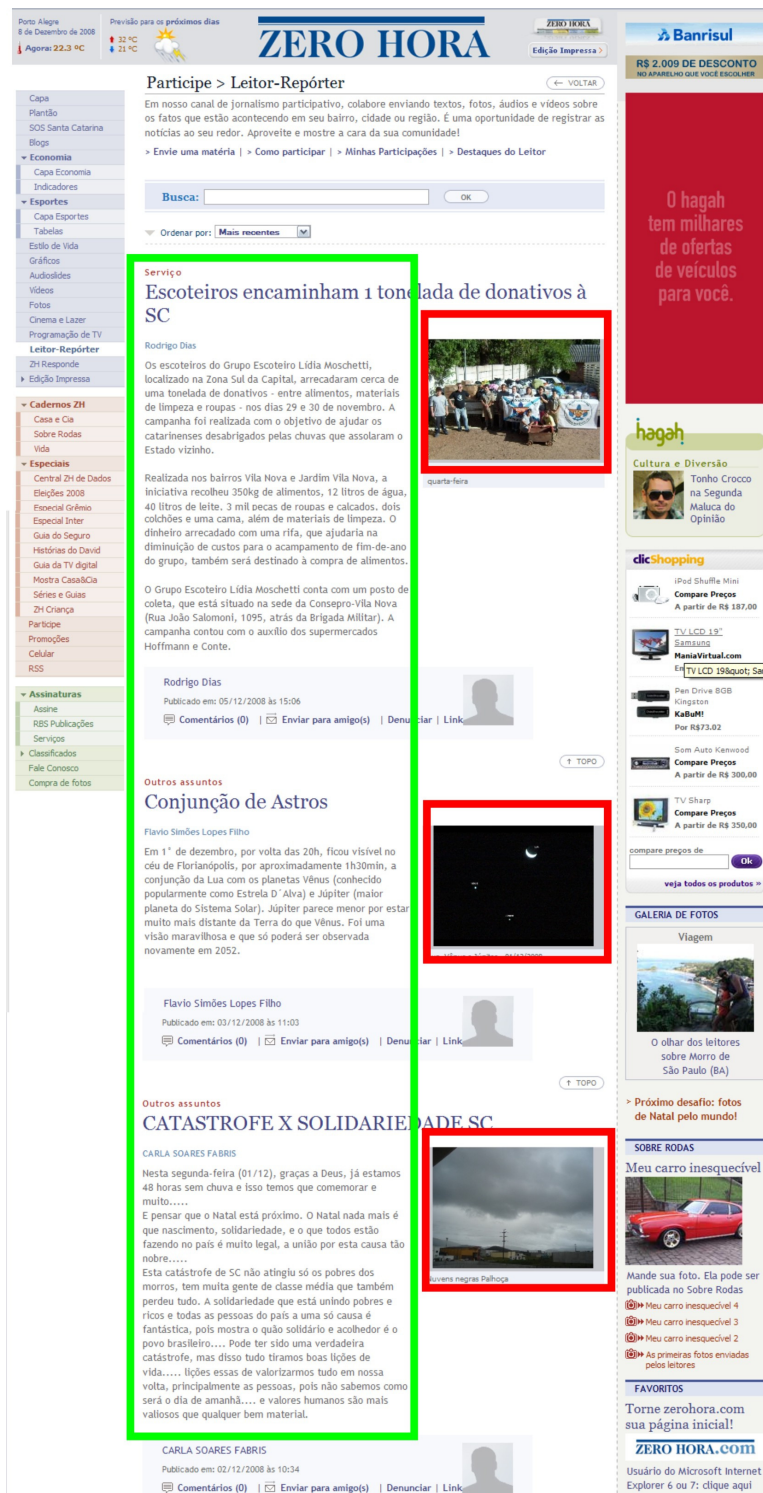 Porto Alegre
8 de Dezembro de 2008
Agora: 22.3 ºC
Previsão para os próximos dias
32 ºC
21 ºC
ZERO HORA
ZERO HORA
Edição Impressa >
Banrisul
R$ 2.009 DE DESCONTO
NO APARELHO QUE VOCÊ ESCOLHER
Capa
Plantão
SOS Santa Catarina
Blogs
Economia
Capa Economia
Indicadores
Esportes
Capa Esportes
Tabelas
Estilo de Vida
Gráficos
Audioslides
Vídeos
Fotos
Cinema e Lazer
Programação de TV
Leitor-Repórter
ZH Responde
Edição Impressa
Cadernos ZH
Casa e Cia
Sobre Rodas
Vida
Especiais
Central ZH de Dados
Eleições 2008
Especial Grêmio
Especial Inter
Guia do Seguro
Histórias do David
Guia da TV digital
Mostra Casa&Cia
Séries e Guias
ZH Criança
Participe
Promoções
Celular
RSS
Assinaturas
Assine
RBS Publicações
Serviços
Classificados
Fale Conosco
Compra de fotos
Participe > Leitor-Repórter
← VOLTAR
Em nosso canal de jornalismo participativo, colabore enviando textos, fotos, áudios e vídeos sobre
os fatos que estão acontecendo em seu bairro, cidade ou região. É uma oportunidade de registrar as
notícias ao seu redor. Aproveite e mostre a cara da sua comunidade!
> Envie uma matéria | > Como participar | > Minhas Participações | > Destaques do Leitor
Busca:
OK
Ordenar por: Mais recentes
Serviço
Escoteiros encaminham 1 tonelada de donativos à
SC
Rodrigo Dias
Os escoteiros do Grupo Escoteiro Lídia Moschetti,
localizado na Zona Sul da Capital, arrecadaram cerca de
uma tonelada de donativos - entre alimentos, materiais
de limpeza e roupas - nos dias 29 e 30 de novembro. A
campanha foi realizada com o objetivo de ajudar os
catarinenses desabrigados pelas chuvas que assolaram o
Estado vizinho.
Realizada nos bairros Vila Nova e Jardim Vila Nova, a
iniciativa recolheu 350kg de alimentos, 12 litros de água,
40 litros de leite, 3 mil peças de roupas e calçados, dois
colchões e uma cama, além de materiais de limpeza. O
dinheiro arrecadado com uma rifa, que ajudaria na
diminuição de custos para o acampamento de fim-de-ano
do grupo, também será destinado à compra de alimentos.
O Grupo Escoteiro Lídia Moschetti conta com um posto de
coleta, que está situado na sede da Consepro-Vila Nova
(Rua João Salomoni, 1095, atrás da Brigada Militar). A
campanha contou com o auxílio dos supermercados
Hoffmann e Conte.
quarta-feira
Rodrigo Dias
Publicado em: 05/12/2008 às 15:06
Comentários (0) | Enviar para amigo(s) | Denunciar | Link
↑ TOPO
Outros assuntos
Conjunção de Astros
Flavio Simões Lopes Filho
Em 1° de dezembro, por volta das 20h, ficou visível no
céu de Florianópolis, por aproximadamente 1h30min, a
conjunção da Lua com os planetas Vênus (conhecido
popularmente como Estrela D´Alva) e Júpiter (maior
planeta do Sistema Solar). Júpiter parece menor por estar
muito mais distante da Terra do que Vênus. Foi uma
visão maravilhosa e que só poderá ser observada
novamente em 2052.
Flavio Simões Lopes Filho
Publicado em: 03/12/2008 às 11:03
Comentários (0) | Enviar para amigo(s) | Denunciar | Link
↑ TOPO
Outros assuntos
CATASTROFE X SOLIDARIEDADE SC
CARLA SOARES FABRIS
Nesta segunda-feira (01/12), graças a Deus, já estamos
48 horas sem chuva e isso temos que comemorar e
muito.....
E pensar que o Natal está próximo. O Natal nada mais é
que nascimento, solidariedade, e o que todos estão
fazendo no país é muito legal, a união por esta causa tão
nobre.....
Esta catástrofe de SC não atingiu só os pobres dos
morros, tem muita gente de classe média que também
perdeu tudo. A solidariedade que está unindo pobres e
ricos e todas as pessoas do país a uma só causa é
fantástica, pois mostra o quão solidário e acolhedor é o
povo brasileiro.... Pode ter sido uma verdadeira
catástrofe, mas disso tudo tiramos boas lições de
vida..... lições essas de valorizarmos tudo em nossa
volta, principalmente as pessoas, pois não sabemos como
será o dia de amanhã.... e valores humanos são mais
valiosos que qualquer bem material.
Nuvens negras Palhoça
CARLA SOARES FABRIS
Publicado em: 02/12/2008 às 10:34
Comentários (0) | Enviar para amigo(s) | Denunciar | Link
O hagah
tem milhares
de ofertas
de veículos
para você.
hagah
Cultura e Diversão
Tonho Crocco
na Segunda
Maluca do
Opinião
clicShopping
iPod Shuffle Mini
Compare Preços
A partir de R$ 187,00
TV LCD 19"
Samsung
ManiaVirtual.com
TV LCD 19&quot; Sa
Pen Drive 8GB
Kingston
KaBuM!
Por R$73.02
Som Auto Kenwood
Compare Preços
A partir de R$ 300,00
TV Sharp
Compare Preços
A partir de R$ 350,00
compare preços de
Ok
veja todos os produtos »
GALERIA DE FOTOS
Viagem
O olhar dos leitores
sobre Morro de
São Paulo (BA)
> Próximo desafio: fotos
de Natal pelo mundo!
SOBRE RODAS
Meu carro inesquecível
Mande sua foto. Ela pode ser
publicada no Sobre Rodas
Meu carro inesquecível 4
Meu carro inesquecível 3
Meu carro inesquecível 2
As primeiras fotos enviadas
pelos leitores
FAVORITOS
Torne zerohora.com
sua página inicial!
ZERO HORA.com
Usuário do Microsoft Internet
Explorer 6 ou 7: clique aqui